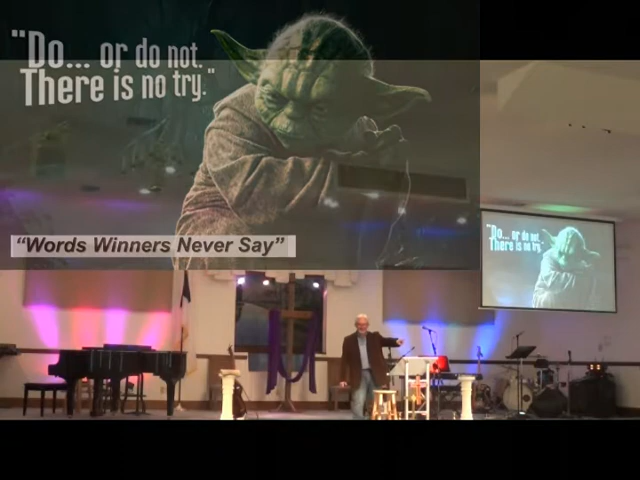 "Do... or do not.
There is no try."
"Words Winners Never Say"
"Do... or do not.
There is no try."